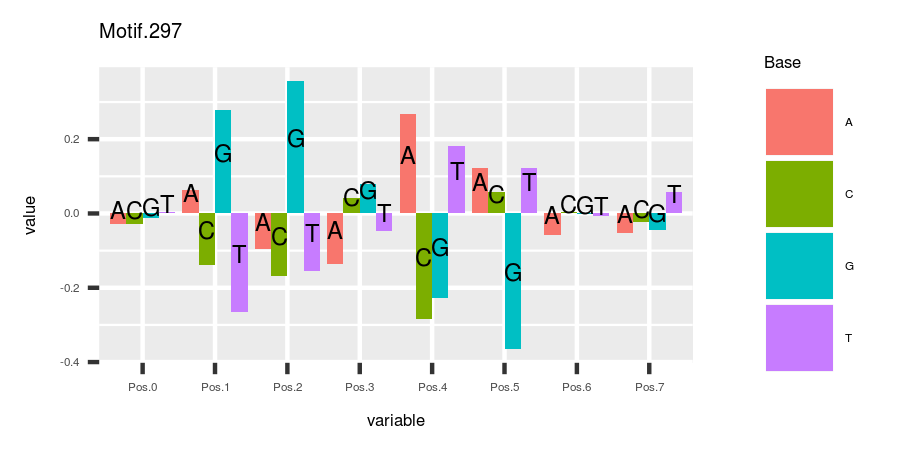 Motif.297
Base
A
C
G
T
value
0.2
0.0
-0.2
-0.4
A C G T A C G T A C G T A C G T A C G T A C G T A C G T A C G T
Pos.0 Pos.1 Pos.2 Pos.3 Pos.4 Pos.5 Pos.6 Pos.7
variable